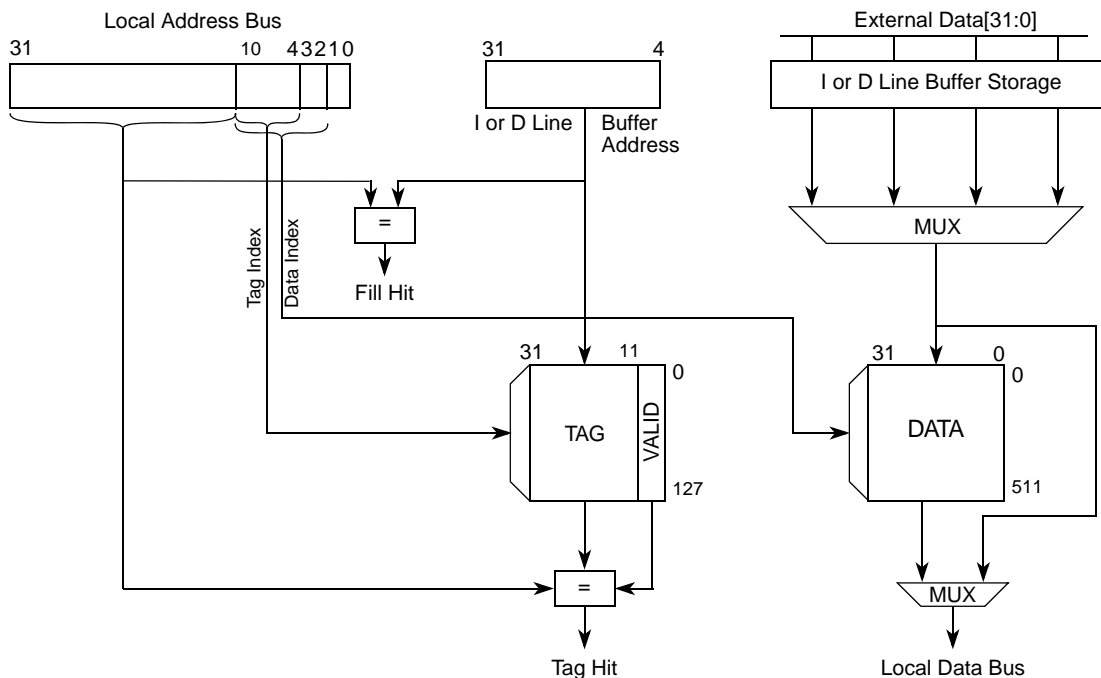 Local Address Bus
External Data[31:0]
31 10 4 3 2 1 0
31 4
I or D Line Buffer Storage
I or D Line Buffer
Address
MUX
=
Tag Index
Data Index
Fill Hit
31 11 0
31 0
0
TAG
VALID
DATA
127
511
=
MUX
Tag Hit
Local Data Bus